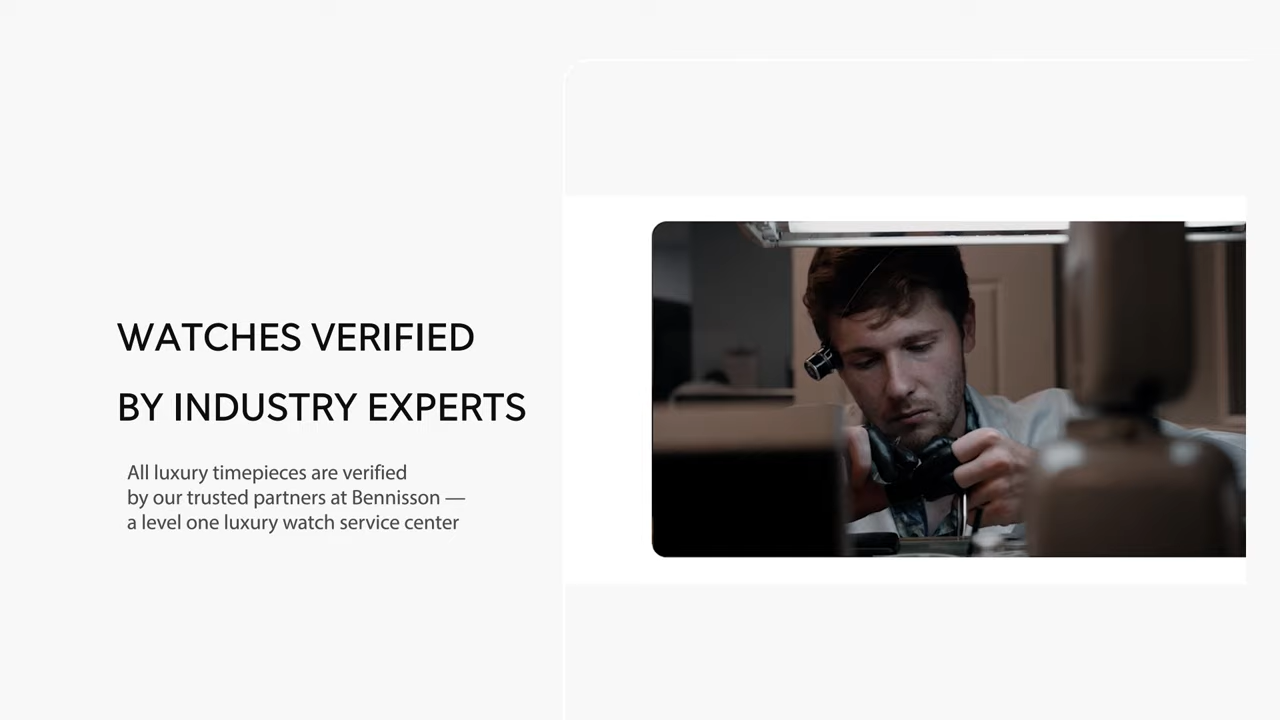 WATCHES VERIFIED
BY INDUSTRY EXPERTS
All luxury timepieces are verified
by our trusted partners at Bennisson —
a level one luxury watch service center